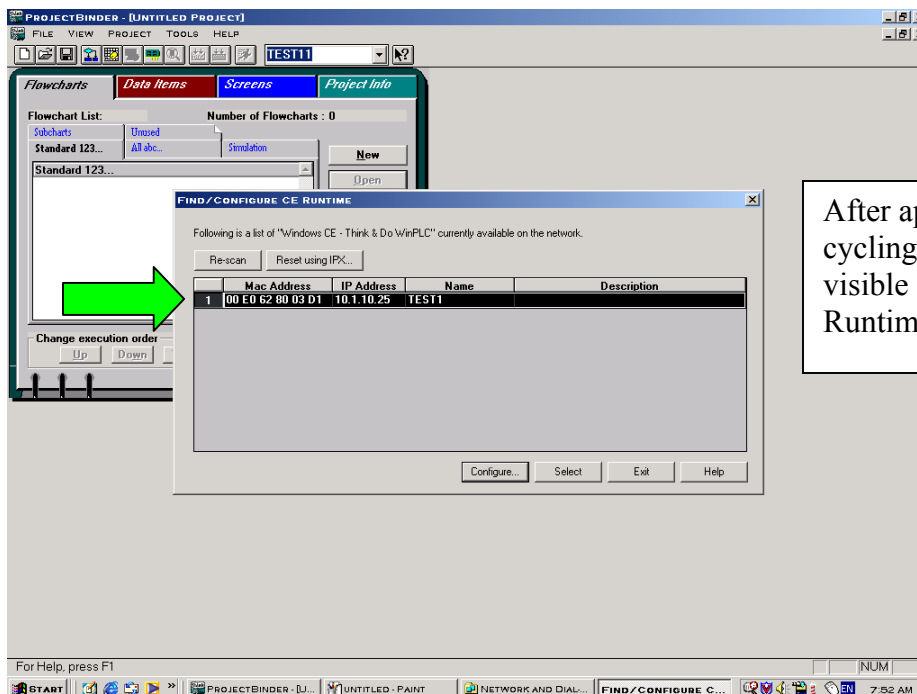 PROJECTBINDER - [UNTITLED PROJECT]
FILE VIEW PROJECT TOOLS HELP
TEST11
Flowcharts Data Items Screens Project Info
Flowchart List: Number of Flowcharts : 0
Subcharts Unused
Standard 123... All abc... Simulation
New
Standard 123...
Open
FIND/CONFIGURE CE RUNTIME
Following is a list of "Windows CE - Think & Do WinPLC" currently available on the network.
Re-scan Reset using IPX...
Mac Address IP Address Name Description
1 00 E0 62 80 03 D1 10.1.10.25 TEST1
Change execution order
Up Down
Configure... Select Exit Help
After ap
cycling
visible
Runtim
For Help, press F1 NUM
START » PROJECTBINDER - [U... UNTITLED - PAINT NETWORK AND DIAL-... FIND/CONFIGURE C... EN 7:52 AM